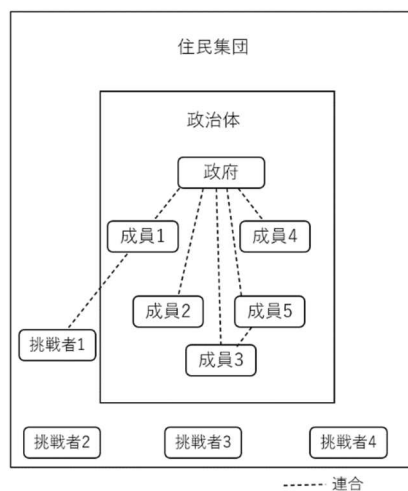 住民集団
政治体
政府
成員1
成員4
成員2
成員5
挑戦者1
成員3
挑戦者2
挑戦者3
挑戦者4
連合